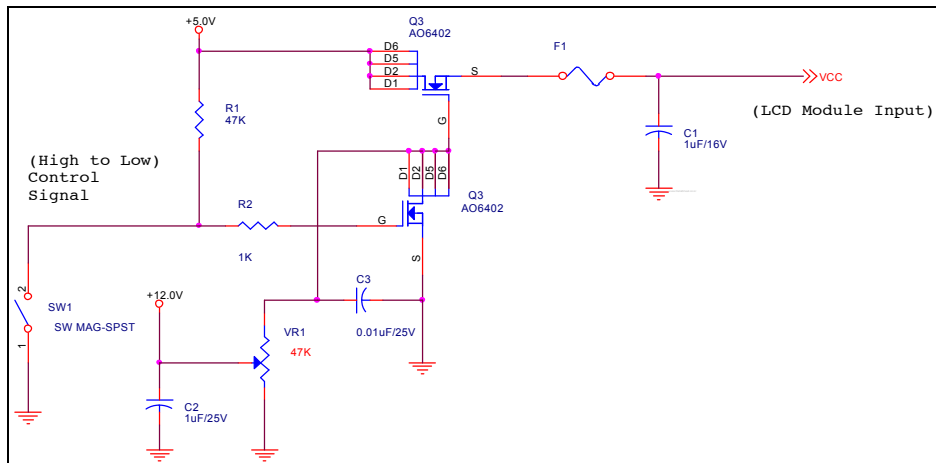 +5.0V
Q3
AO6402
D6
D5
D2
D1
S
G
F1
VCC
(LCD Module Input)
R1
47K
C1
1uF/16V
(High to Low)
Control
Signal
D1
D2
D5
D6
Q3
AO6402
R2
1K
G
S
2
SW1
SW MAG-SPST
1
+12.0V
C3
0.01uF/25V
VR1
47K
C2
1uF/25V